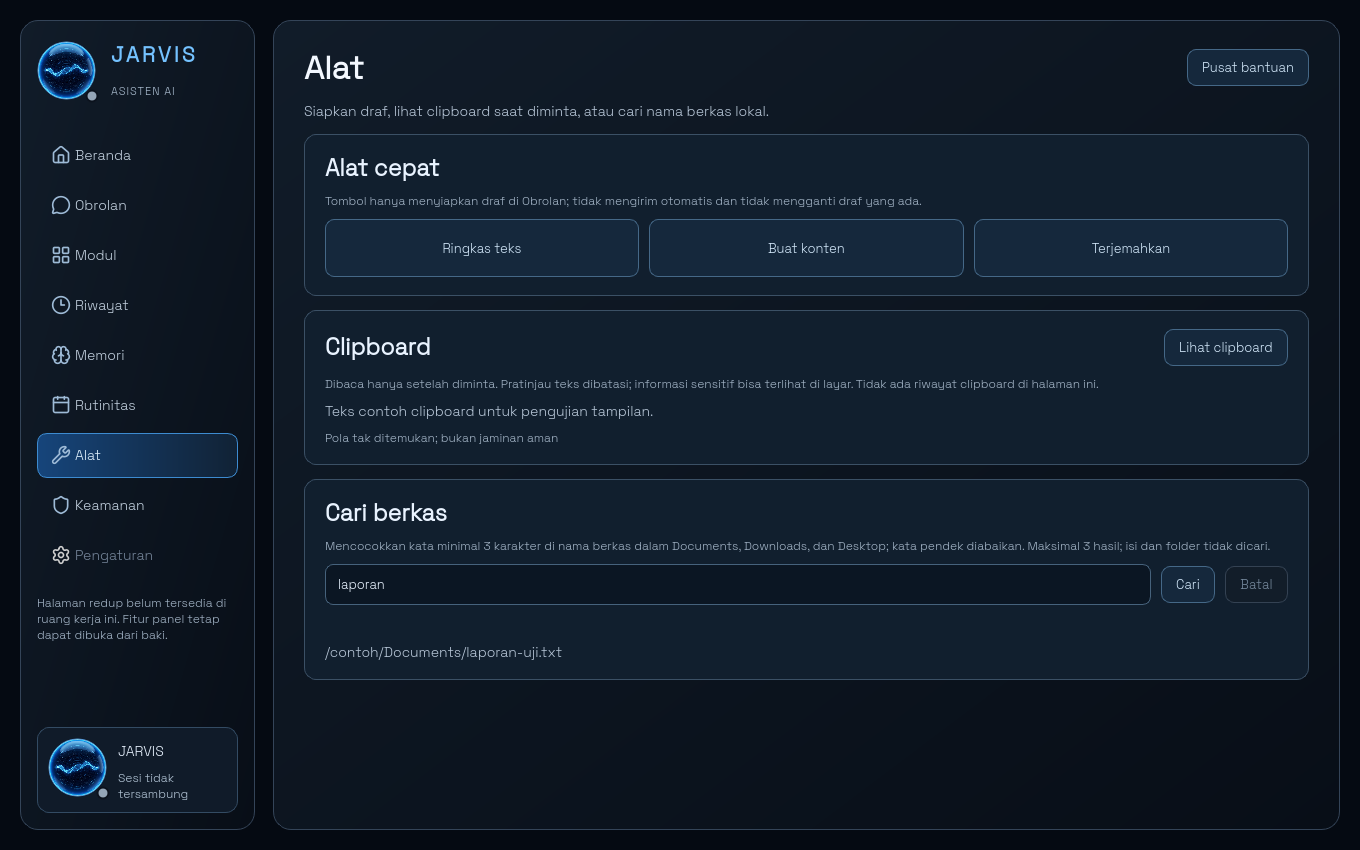 JARVIS
ASISTEN AI
Beranda
Obrolan
Modul
Riwayat
Memori
Rutinitas
Alat
Keamanan
Pengaturan
Halaman redup belum tersedia di
ruang kerja ini. Fitur panel tetap
dapat dibuka dari baki.
JARVIS
Sesi tidak
tersambung
Alat
Pusat bantuan
Siapkan draf, lihat clipboard saat diminta, atau cari nama berkas lokal.
Alat cepat
Tombol hanya menyiapkan draf di Obrolan; tidak mengirim otomatis dan tidak mengganti draf yang ada.
Ringkas teks
Buat konten
Terjemahkan
Clipboard
Lihat clipboard
Dibaca hanya setelah diminta. Pratinjau teks dibatasi; informasi sensitif bisa terlihat di layar. Tidak ada riwayat clipboard di halaman ini.
Teks contoh clipboard untuk pengujian tampilan.
Pola tak ditemukan; bukan jaminan aman
Cari berkas
Mencocokkan kata minimal 3 karakter di nama berkas dalam Documents, Downloads, dan Desktop; kata pendek diabaikan. Maksimal 3 hasil; isi dan folder tidak dicari.
laporan
Cari
Batal
/contoh/Documents/laporan-uji.txt